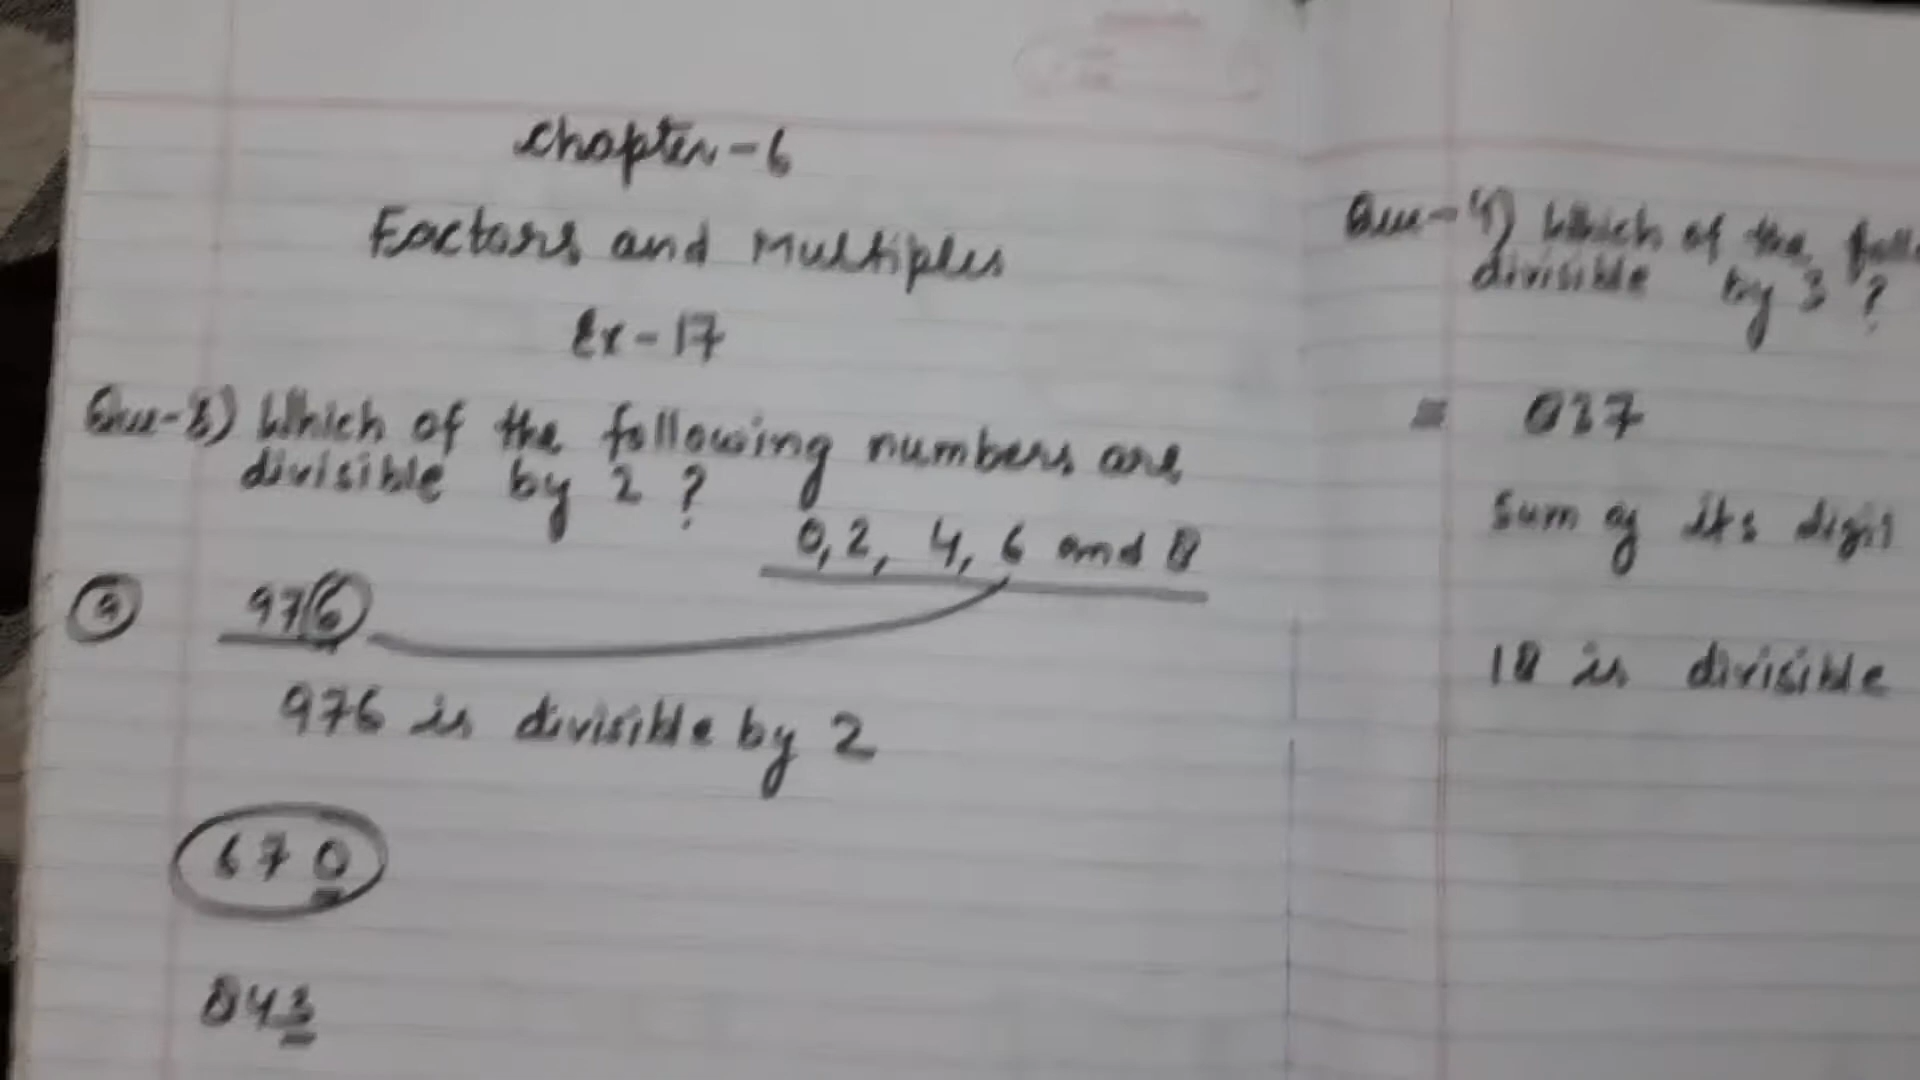 Chapter-6
Factors and Multiples
Ex-17
Que-3) Which of the following numbers are
divisible by 2 ?
0, 2, 4, 6 and 8
976
976 is divisible by 2
670
843
Que-4) Which of the
divisible by 3 ?
= 837
Sum of its digit
18 is divisible